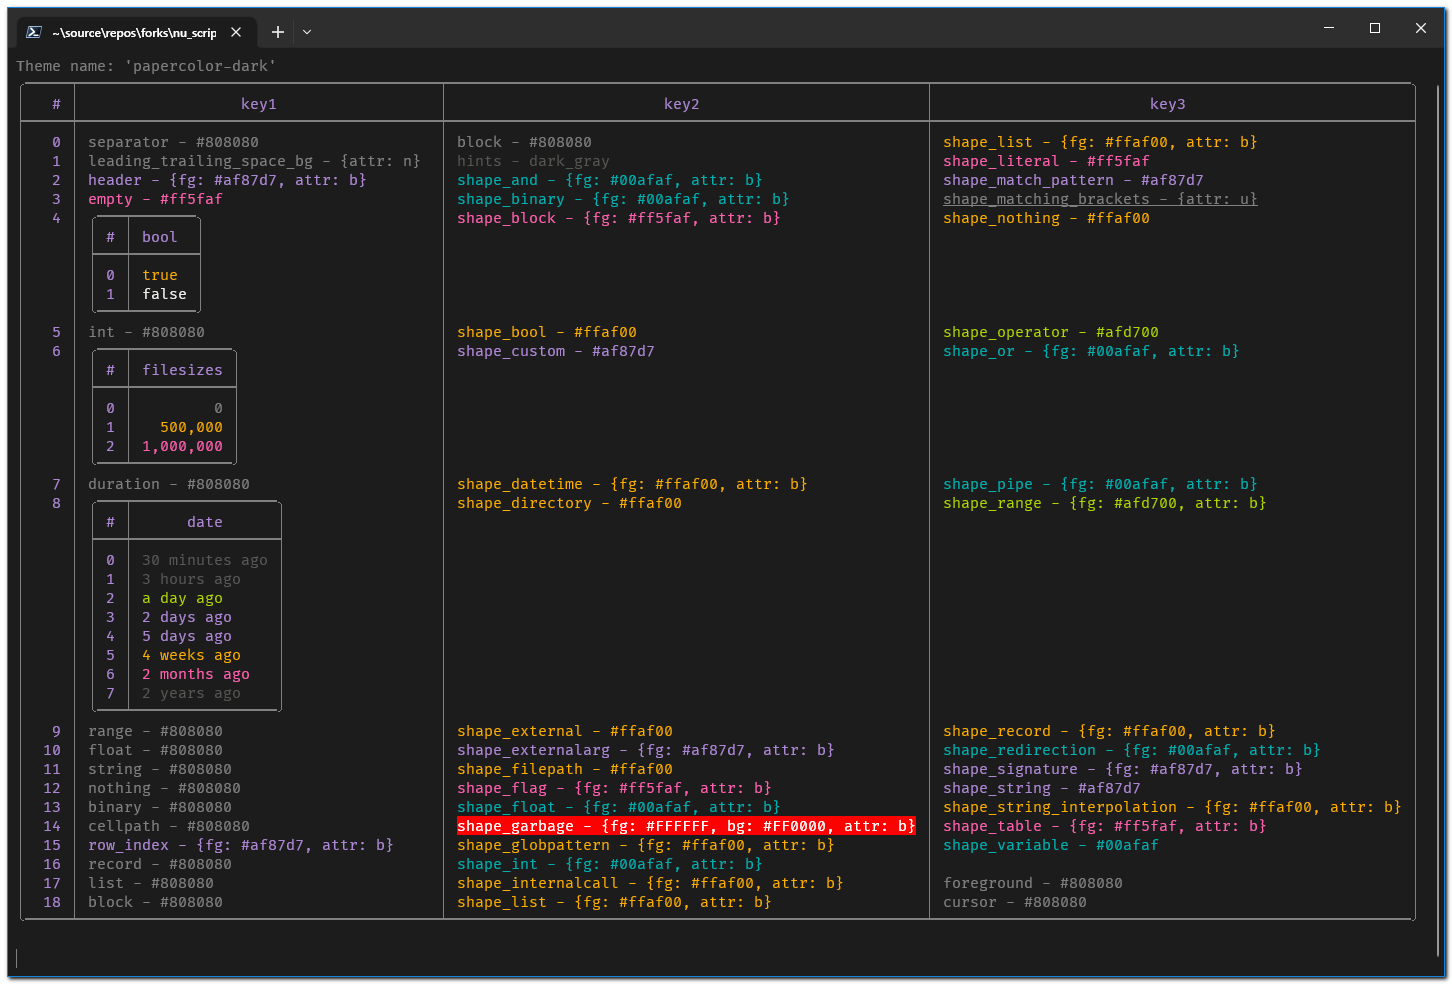 ~\source\repos\forks\nu_scrip
Theme name: 'papercolor-dark'
# key1 key2 key3
0 separator - #808080 block - #808080 shape_list - {fg: #ffaf00, attr: b}
1 leading_trailing_space_bg - {attr: n} hints - dark_gray shape_literal - #ff5faf
2 header - {fg: #af87d7, attr: b} shape_and - {fg: #00afaf, attr: b} shape_match_pattern - #af87d7
3 empty - #ff5faf shape_binary - {fg: #00afaf, attr: b} shape_matching_brackets - {attr: u}
4 shape_block - {fg: #ff5faf, attr: b} shape_nothing - #ffaf00
# bool
0 true
1 false
5 int - #808080 shape_bool - #ffaf00 shape_operator - #afd700
6 shape_custom - #af87d7 shape_or - {fg: #00afaf, attr: b}
# filesizes
0 0
1 500,000
2 1,000,000
7 duration - #808080 shape_datetime - {fg: #ffaf00, attr: b} shape_pipe - {fg: #00afaf, attr: b}
8 shape_directory - #ffaf00 shape_range - {fg: #afd700, attr: b}
# date
0 30 minutes ago
1 3 hours ago
2 a day ago
3 2 days ago
4 5 days ago
5 4 weeks ago
6 2 months ago
7 2 years ago
9 range - #808080 shape_external - #ffaf00 shape_record - {fg: #ffaf00, attr: b}
10 float - #808080 shape_externalarg - {fg: #af87d7, attr: b} shape_redirection - {fg: #00afaf, attr: b}
11 string - #808080 shape_filepath - #ffaf00 shape_signature - {fg: #af87d7, attr: b}
12 nothing - #808080 shape_flag - {fg: #ff5faf, attr: b} shape_string - #af87d7
13 binary - #808080 shape_float - {fg: #00afaf, attr: b} shape_string_interpolation - {fg: #ffaf00, attr: b}
14 cellpath - #808080 shape_garbage - {fg: #FFFFFF, bg: #FF0000, attr: b} shape_table - {fg: #ff5faf, attr: b}
15 row_index - {fg: #af87d7, attr: b} shape_globpattern - {fg: #ffaf00, attr: b} shape_variable - #00afaf
16 record - #808080 shape_int - {fg: #00afaf, attr: b}
17 list - #808080 shape_internalcall - {fg: #ffaf00, attr: b} foreground - #808080
18 block - #808080 shape_list - {fg: #ffaf00, attr: b} cursor - #808080